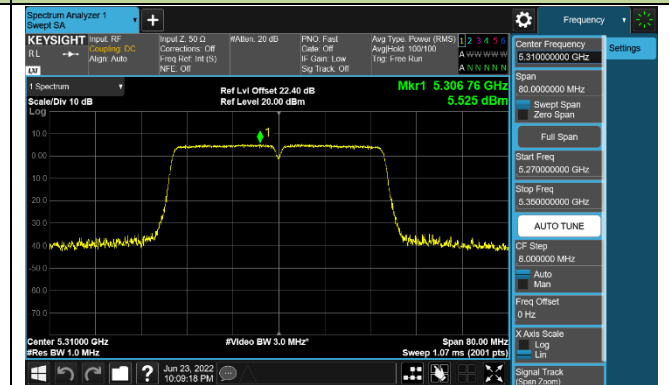 Spectrum Analyzer 1
Swept SA
Frequency
KEYSIGHT
RL
Input: RF
Coupling: DC
Align: Auto
Input Z: 50 Ω
Corrections: Off
Freq Ref: Int (S)
NFE: Off
#Atten: 20 dB
PNO: Fast
Gate: Off
IF Gain: Low
Sig Track: Off
Avg Type: Power (RMS)
Avg|Hold: 100/100
Trig: Free Run
1 2 3 4 5 6
A W W W W W
A N N N N N
LXI
1 Spectrum
Scale/Div 10 dB
Log
Ref Lvl Offset 22.40 dB
Ref Level 20.00 dBm
Mkr1 5.306 76 GHz
5.525 dBm
1
10.0
0.00
10.0
20.0
30.0
40.0
-50.0
60.0
70.0
Center 5.31000 GHz
#Res BW 1.0 MHz
#Video BW 3.0 MHz*
Span 80.00 MHz
Sweep 1.07 ms (2001 pts)
Jun 23, 2022
10:09:18 PM
Center Frequency
5.310000000 GHz
Settings
Span
80.0000000 MHz
Swept Span
Zero Span
Full Span
Start Freq
5.270000000 GHz
Stop Freq
5.350000000 GHz
AUTO TUNE
CF Step
8.000000 MHz
Auto
Man
Freq Offset
0 Hz
X Axis Scale
Log
Lin
Signal Track
(Span Zoom)